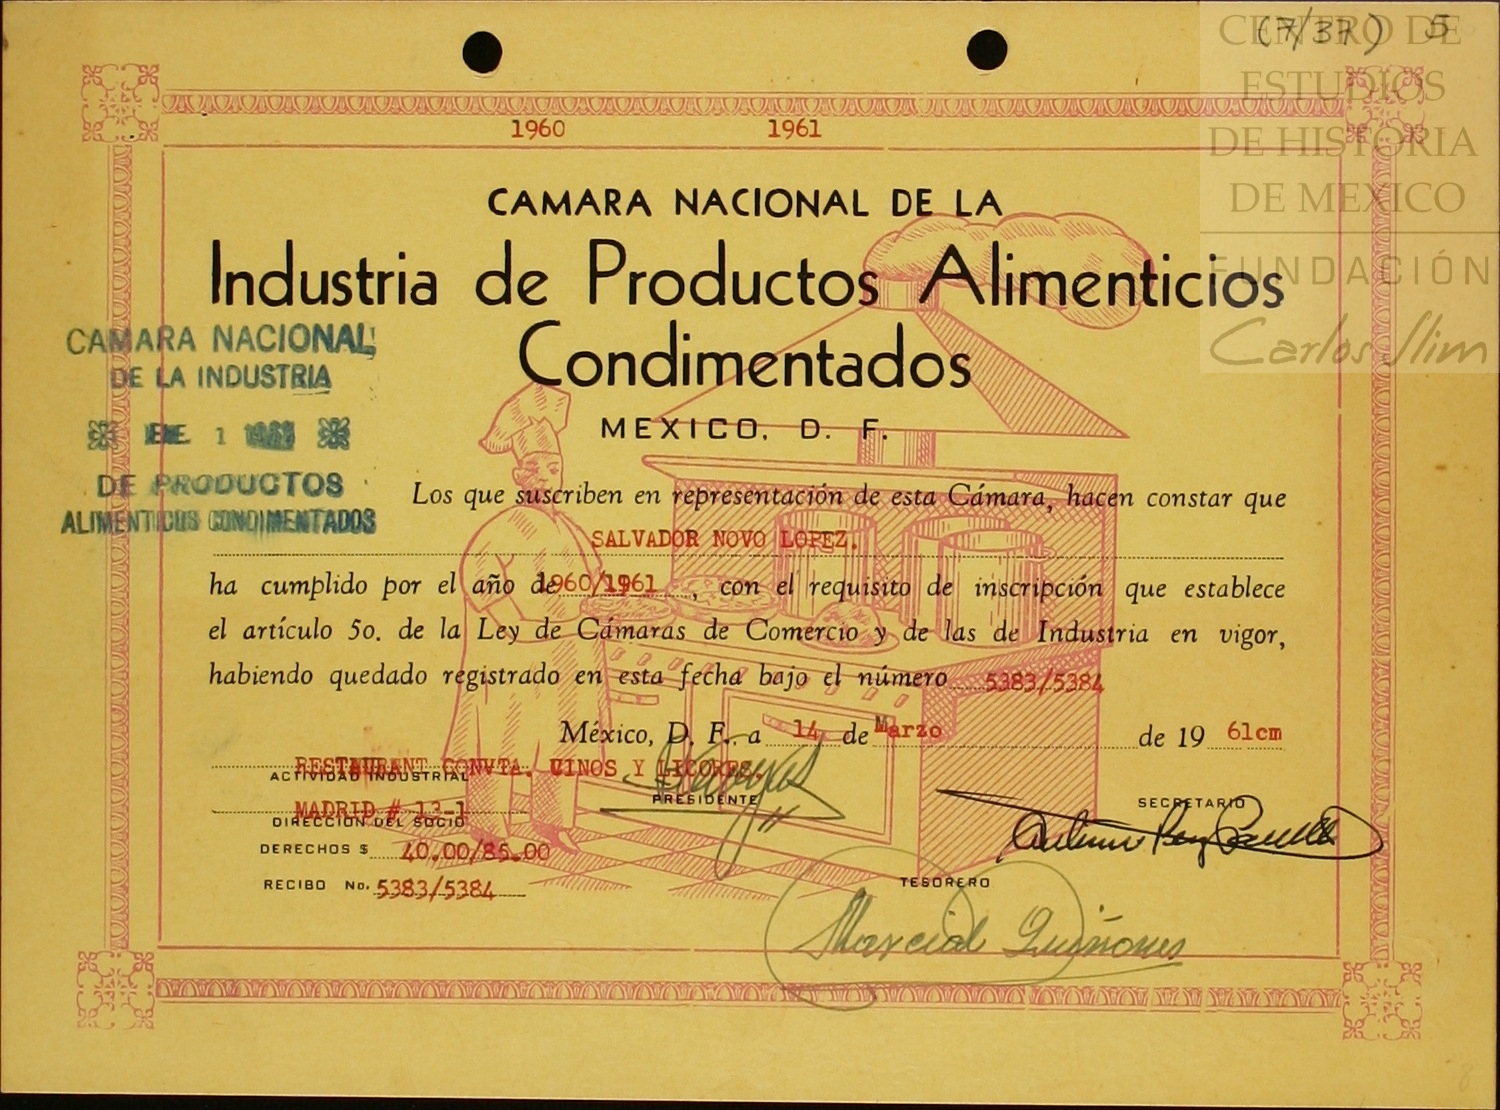 (7/37) 5
CENTRO DE
ESTUDIOS
DE HISTORIA
DE MEXICO
FUNDACIÓN
Carlos Slim
1960 1961
CAMARA NACIONAL DE LA
Industria de Productos Alimenticios
Condimentados
MEXICO, D. F.
CAMARA NACIONAL
DE LA INDUSTRIA
ENE. 1
DE PRODUCTOS
ALIMENTICIOS CONDIMENTADOS
Los que suscriben en representación de esta Cámara, hacen constar que
SALVADOR NOVO LOPEZ.
ha cumplido por el año de 1960/1961, con el requisito de inscripción que establece
el artículo 5o. de la Ley de Cámaras de Comercio y de las de Industria en vigor,
habiendo quedado registrado en esta fecha bajo el número 5383/5384
México, D. F., a 14 de Marzo de 19 61cm
RESTAURANT CONVTA. VINOS Y LICORES.
ACTIVIDAD INDUSTRIAL
PRESIDENTE
SECRETARIO
MADRID # 13-1
DIRECCION DEL SOCIO
DERECHOS $ 40.00/85.00
RECIBO No. 5383/5384
TESORERO
Marcial Quiñones
8